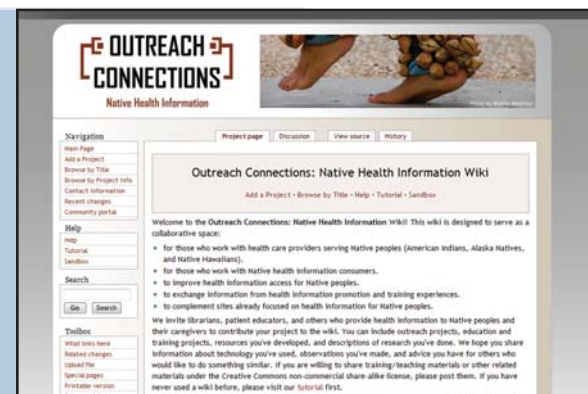 OUTREACH
CONNECTIONS
Native Health Information
Navigation
Main Page
Add a Project
Browse by Title
Browse by Project Info
Contact Information
Recent changes
Community portal
Help
Help
Tutorial
Sandbox
Search
Go Search
Toolbox
What links here
Related changes
Upload file
Special pages
Printable version
Project page Discussion View source History
Outreach Connections: Native Health Information Wiki
Add a Project • Browse by Title • Help • Tutorial • Sandbox
Welcome to the Outreach Connections: Native Health Information Wiki! This wiki is designed to serve as a
collaborative space:
for those who work with health care providers serving Native peoples (American Indians, Alaska Natives,
and Native Hawaiians).
for those who work with Native health information consumers.
to improve health information access for Native peoples.
to exchange information from health information promotion and training experiences.
to complement sites already focused on health information for Native peoples.
We invite librarians, patient educators, and others who provide health information to Native peoples and
their caregivers to contribute your project to the wiki. You can include outreach projects, education and
training projects, resources you've developed, and descriptions of research you've done. We hope you share
information about technology you've used, observations you've made, and advice you have for others who
would like to do something similar. If you are willing to share training/teaching materials or other related
materials under the Creative Commons non-commercial share-alike license, please post them. If you have
never used a wiki before, please visit our tutorial first.